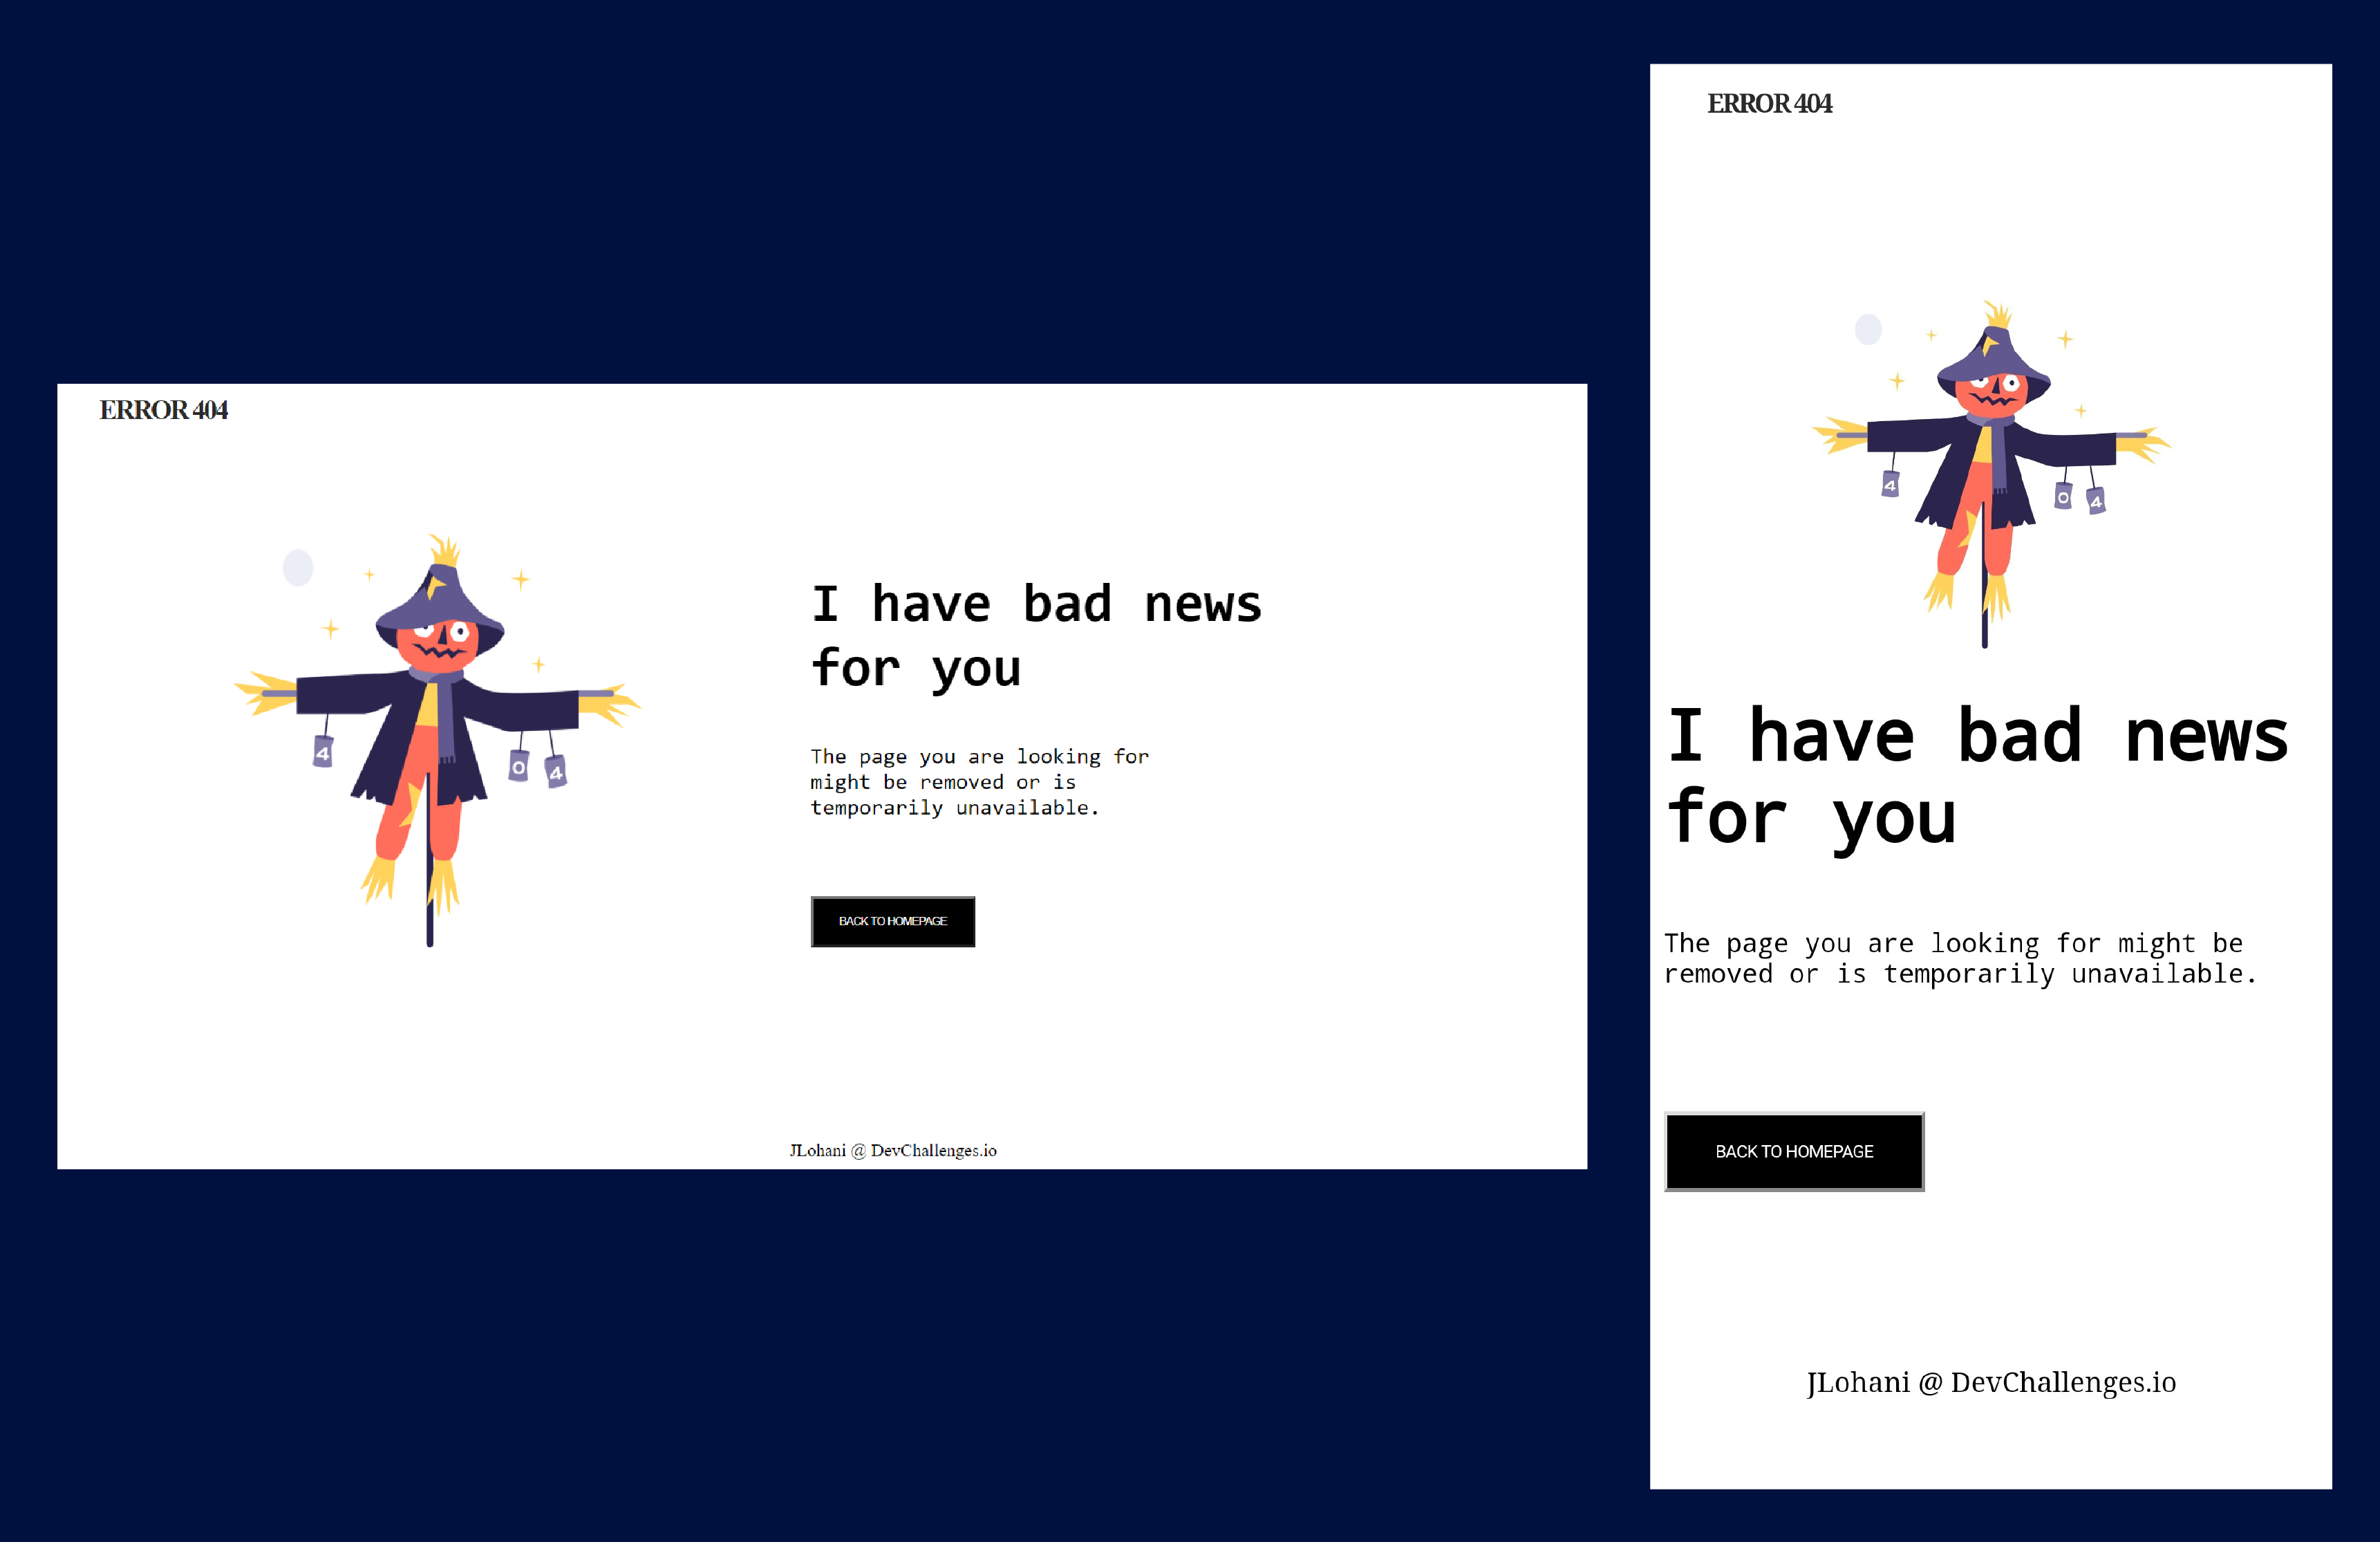 ERROR 404
4
0
4
I have bad news
for you
The page you are looking for
might be removed or is
temporarily unavailable.
BACK TO HOMEPAGE
JLohani @ DevChallenges.io
ERROR 404
4
0
4
I have bad news
for you
The page you are looking for might be
removed or is temporarily unavailable.
BACK TO HOMEPAGE
JLohani @ DevChallenges.io